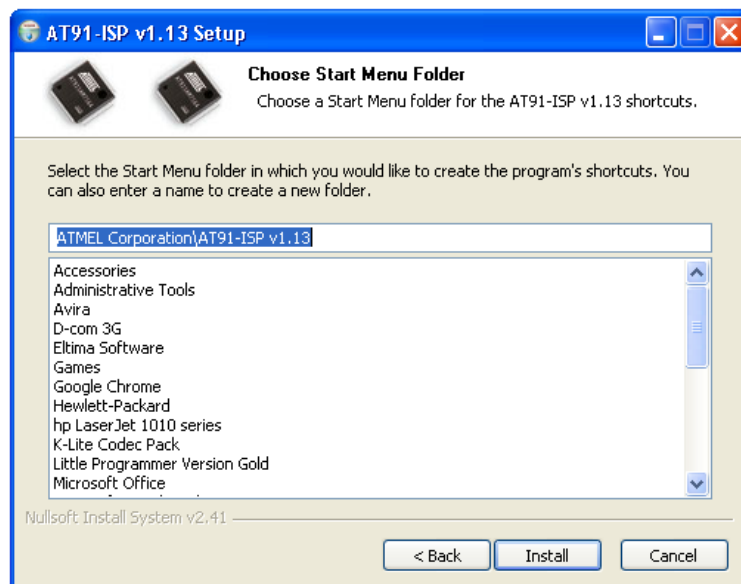 AT91-ISP v1.13 Setup
Choose Start Menu Folder
Choose a Start Menu folder for the AT91-ISP v1.13 shortcuts.
Select the Start Menu folder in which you would like to create the program's shortcuts. You
can also enter a name to create a new folder.
ATMEL Corporation\AT91-ISP v1.13
Accessories
Administrative Tools
Avira
D-com 3G
Eltima Software
Games
Google Chrome
Hewlett-Packard
hp LaserJet 1010 series
K-Lite Codec Pack
Little Programmer Version Gold
Microsoft Office
Nullsoft Install System v2.41
< Back
Install
Cancel